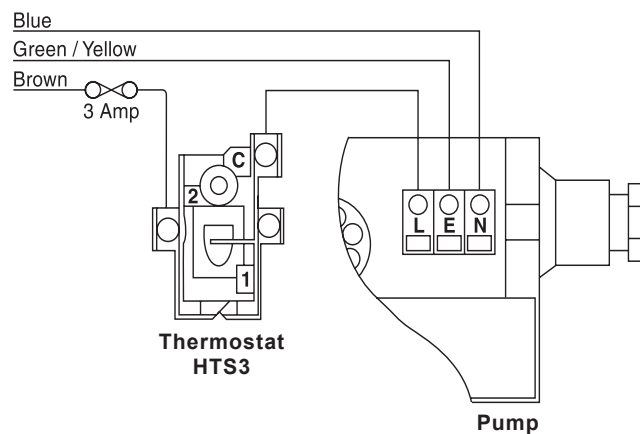 Blue
Green / Yellow
Brown
3 Amp
C
2
1
L E N
Thermostat
HTS3
Pump